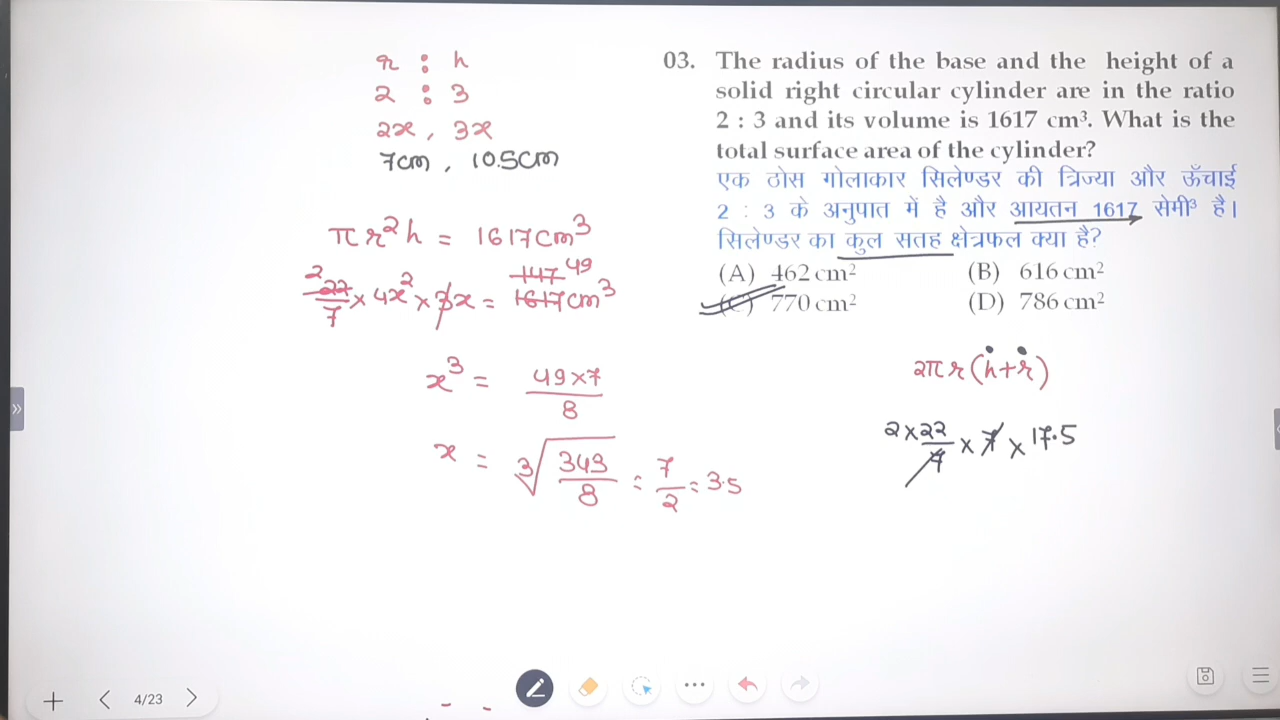 r : h
2 : 3
2x , 3x
7cm , 10.5cm
πr²h = 1617cm³
2 147 49
22/7 × 4x² × 3x = 1617cm³
x³ = 49×7/8
x = ³√343/8 = 7/2 = 3.5
03. The radius of the base and the height of a
solid right circular cylinder are in the ratio
2 : 3 and its volume is 1617 cm³. What is the
total surface area of the cylinder?
एक ठोस गोलाकार सिलेण्डर की त्रिज्या और ऊँचाई
2 : 3 के अनुपात में है और आयतन 1617 सेमी³ है।
सिलेण्डर का कुल सतह क्षेत्रफल क्या है?
(A) 462 cm² (B) 616 cm²
(C) 770 cm² (D) 786 cm²
2πr(h+r)
2×22/7 × 7 × 17.5
4/23